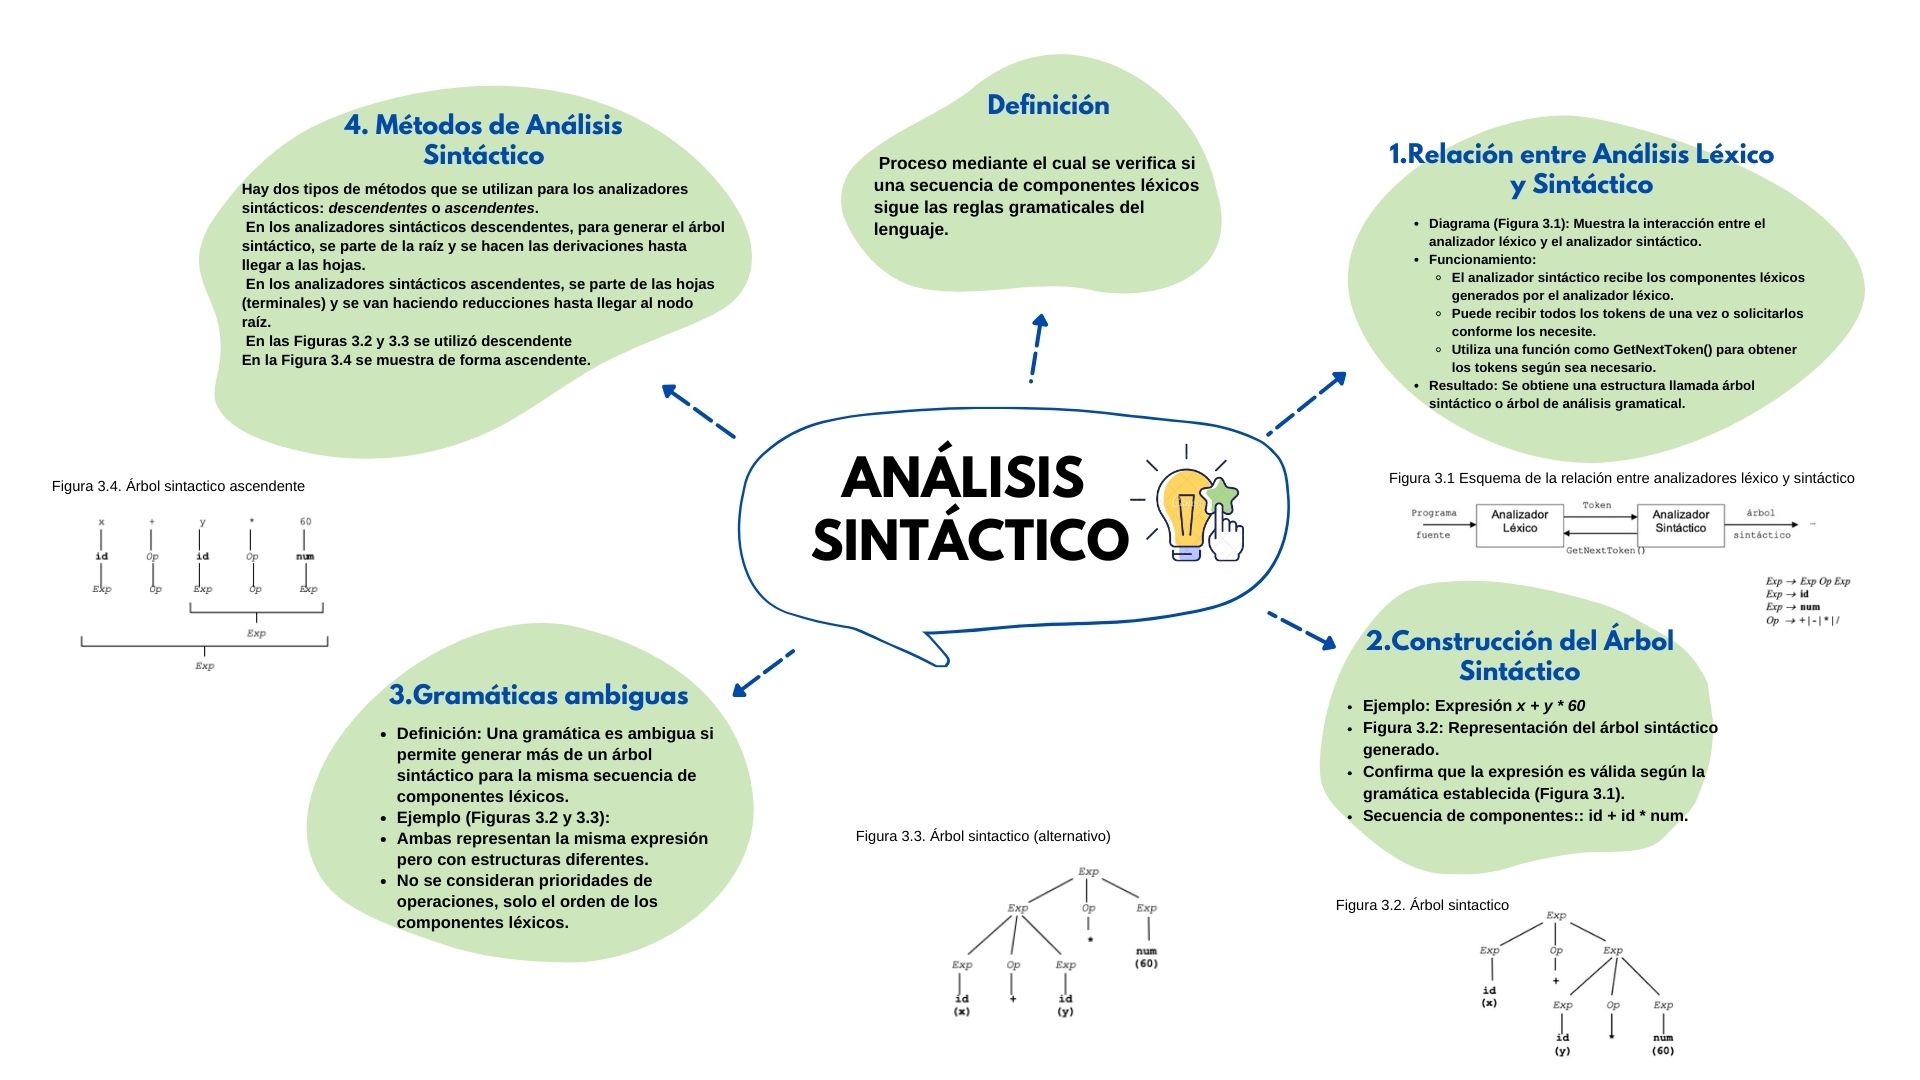 ANÁLISIS
SINTÁCTICO
Definición
Proceso mediante el cual se verifica si
una secuencia de componentes léxicos
sigue las reglas gramaticales del
lenguaje.
1.Relación entre Análisis Léxico
y Sintáctico
• Diagrama (Figura 3.1): Muestra la interacción entre el
analizador léxico y el analizador sintáctico.
• Funcionamiento:
◦ El analizador sintáctico recibe los componentes léxicos
generados por el analizador léxico.
◦ Puede recibir todos los tokens de una vez o solicitarlos
conforme los necesite.
◦ Utiliza una función como GetNextToken() para obtener
los tokens según sea necesario.
• Resultado: Se obtiene una estructura llamada árbol
sintáctico o árbol de análisis gramatical.
Figura 3.1 Esquema de la relación entre analizadores léxico y sintáctico
Programa
fuente
Analizador
Léxico
Token
GetNextToken()
Analizador
Sintáctico
árbol
sintáctico
...
Exp → Exp Op Exp
Exp → id
Exp → num
Op → + | - | * | /
2.Construcción del Árbol
Sintáctico
• Ejemplo: Expresión x + y * 60
• Figura 3.2: Representación del árbol sintáctico
generado.
• Confirma que la expresión es válida según la
gramática establecida (Figura 3.1).
• Secuencia de componentes:: id + id * num.
Figura 3.2. Árbol sintactico
Exp
Exp Op Exp
id +
(x)
Exp Op Exp
id * num
(y) (60)
3.Gramáticas ambiguas
• Definición: Una gramática es ambigua si
permite generar más de un árbol
sintáctico para la misma secuencia de
componentes léxicos.
• Ejemplo (Figuras 3.2 y 3.3):
• Ambas representan la misma expresión
pero con estructuras diferentes.
• No se consideran prioridades de
operaciones, solo el orden de los
componentes léxicos.
Figura 3.3. Árbol sintactico (alternativo)
Exp
Exp Op Exp
* num
(60)
Exp Op Exp
id + id
(x) (y)
4. Métodos de Análisis
Sintáctico
Hay dos tipos de métodos que se utilizan para los analizadores
sintácticos: descendentes o ascendentes.
En los analizadores sintácticos descendentes, para generar el árbol
sintáctico, se parte de la raíz y se hacen las derivaciones hasta
llegar a las hojas.
En los analizadores sintácticos ascendentes, se parte de las hojas
(terminales) y se van haciendo reducciones hasta llegar al nodo
raíz.
En las Figuras 3.2 y 3.3 se utilizó descendente
En la Figura 3.4 se muestra de forma ascendente.
Figura 3.4. Árbol sintactico ascendente
x + y * 60
id Op id Op num
Exp Op Exp Op Exp
Exp
Exp